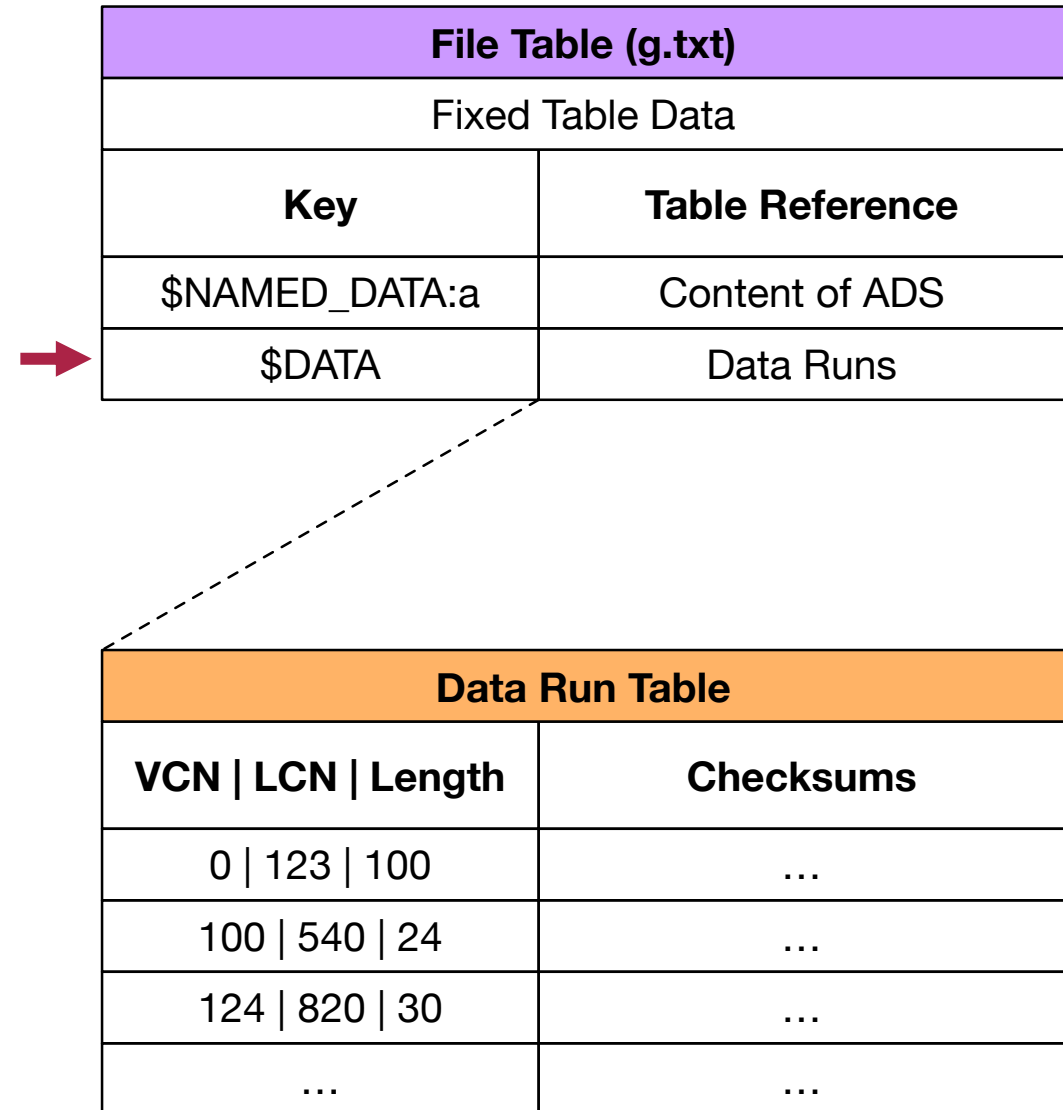 File Table (g.txt)
Fixed Table Data
Key Table Reference
$NAMED_DATA:a Content of ADS
$DATA Data Runs
Data Run Table
VCN | LCN | Length Checksums
0 | 123 | 100 …
100 | 540 | 24 …
124 | 820 | 30 …
… …